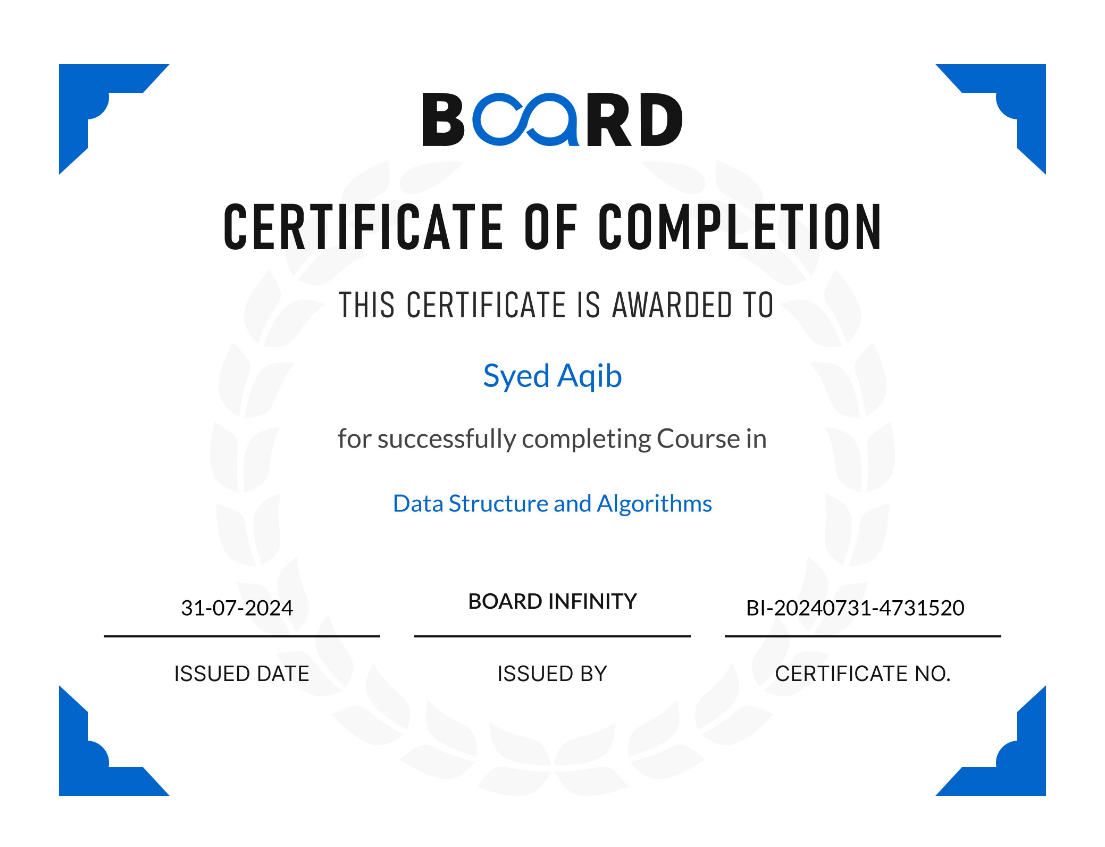 BOARD
CERTIFICATE OF COMPLETION
THIS CERTIFICATE IS AWARDED TO
Syed Aqib
for successfully completing Course in
Data Structure and Algorithms
31-07-2024
BOARD INFINITY
BI-20240731-4731520
ISSUED DATE
ISSUED BY
CERTIFICATE NO.